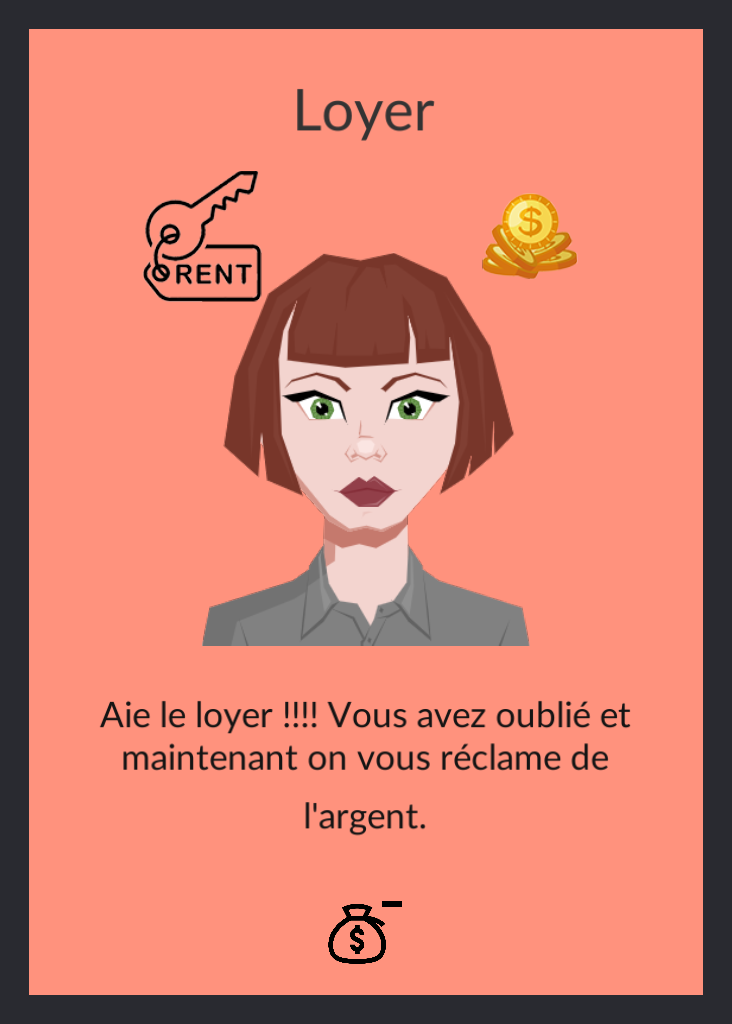 Loyer
RENT
$
Aie le loyer !!!! Vous avez oublié et
maintenant on vous réclame de
l'argent.
$